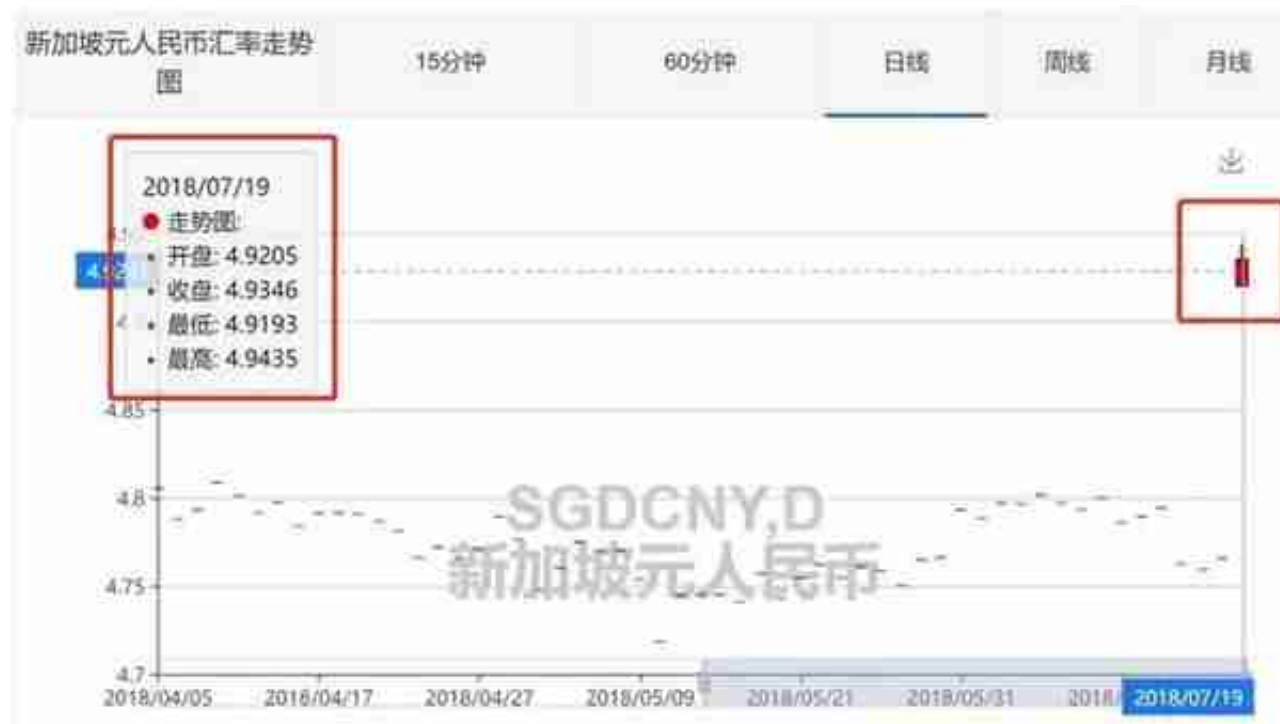 新加坡元人民币汇率走势
图
15分钟
60分钟
日线
周线
月线
2018/07/19
走势图:
开盘: 4.9205
收盘: 4.9346
最低: 4.9193
最高: 4.9435
4.85
4.8
4.75
4.7
SGDCNY,D
新加坡元人民币
2018/04/05
2018/04/17
2018/04/27
2018/05/09
2018/05/21
2018/05/31
2018/07/19